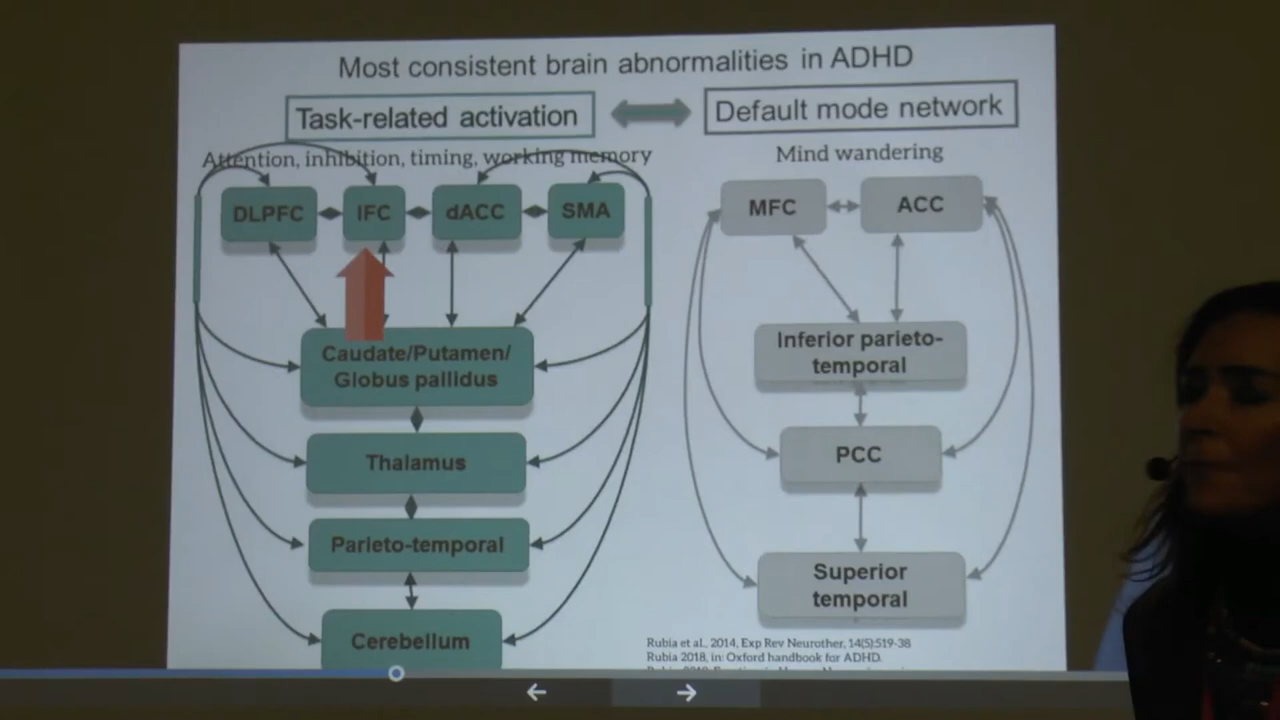 Most consistent brain abnormalities in ADHD
Task-related activation
Default mode network
Attention, inhibition, timing, working memory
Mind wandering
DLPFC
IFC
dACC
SMA
MFC
ACC
Caudate/Putamen/
Globus pallidus
Inferior parieto-
temporal
Thalamus
PCC
Parieto-temporal
Superior
temporal
Cerebellum
Rubia et al., 2014, Exp Rev Neurother, 14(5):519-38
Rubia 2018, in: Oxford handbook for ADHD.